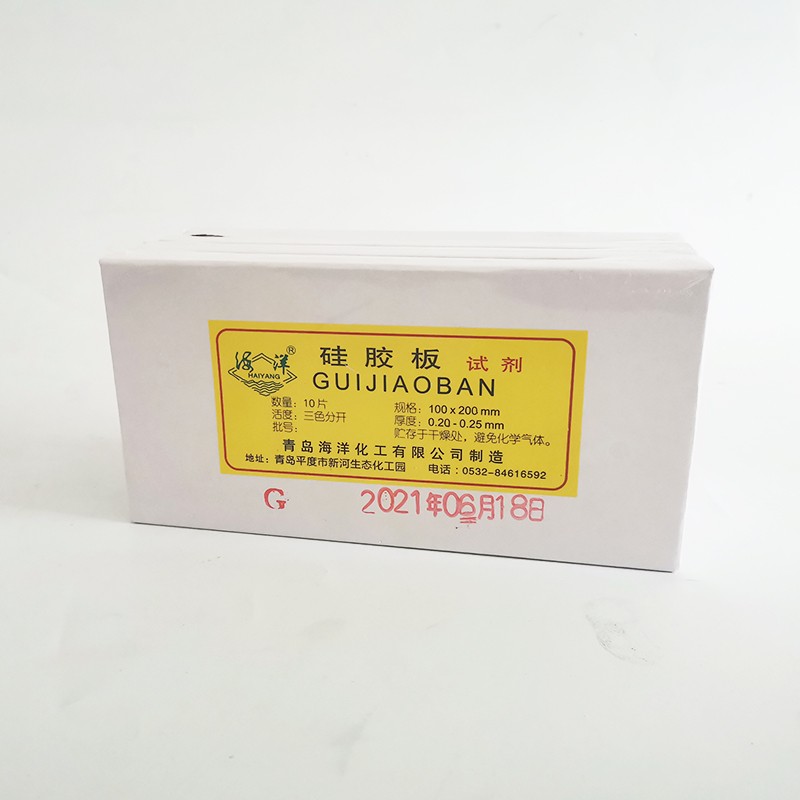 海洋®
HAIYANG
硅胶板 试剂
GUIJIAOBAN
数量：10片 规格：100 x 200 mm
活度：三色分开 厚度：0.20 - 0.25 mm
批号： 贮存于干燥处，避免化学气体。
青岛海洋化工有限公司制造
地址：青岛平度市新河生态化工园 电话：0532-84616592
G 2021年06月18日